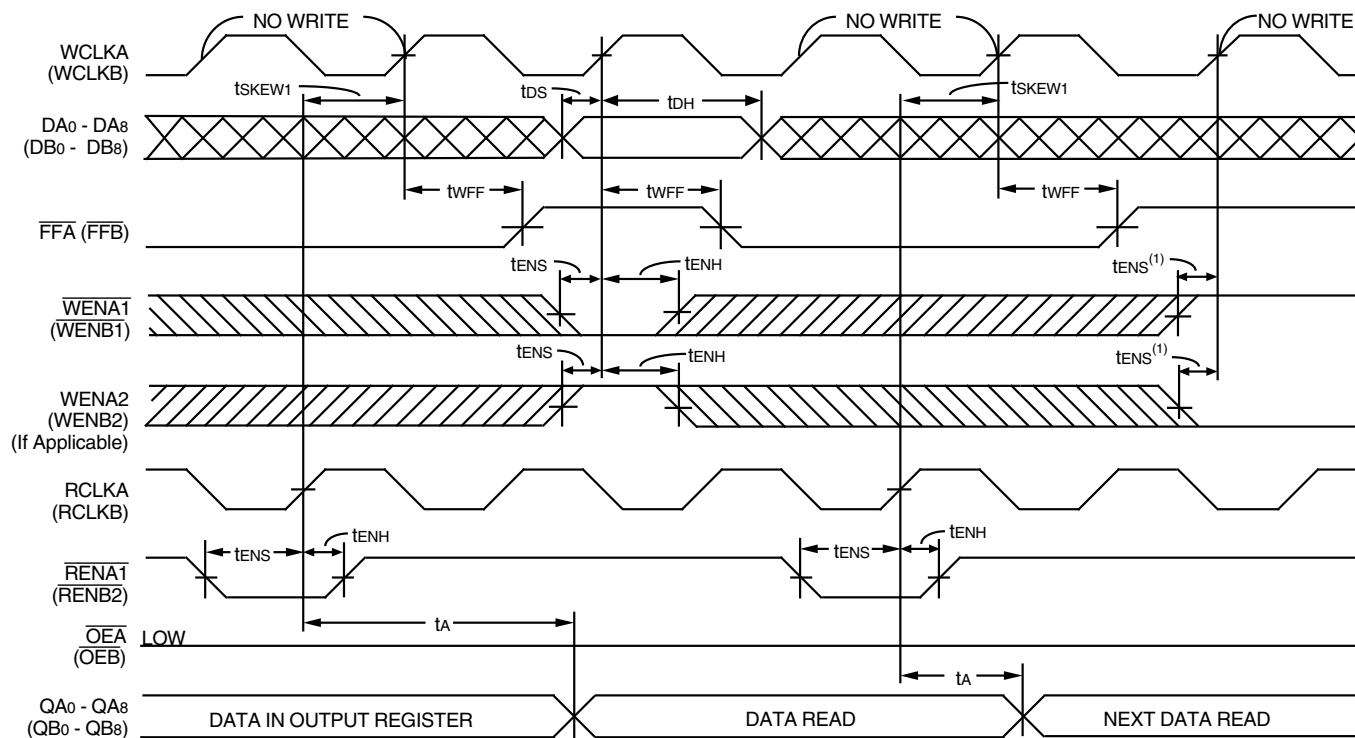 NO WRITE
NO WRITE
NO WRITE
WCLKA
(WCLKB)
tSKEW1
tDS
tDH
tSKEW1
DA0 - DA8
(DB0 - DB8)
tWFF
tWFF
tWFF
FFA (FFB)
tENS
tENH
tENS(1)
WENA1
(WENB1)
tENS
tENH
tENS(1)
WENA2
(WENB2)
(If Applicable)
RCLKA
(RCLKB)
tENS
tENH
tENS
tENH
RENA1
(RENB2)
tA
OEA
(OEB)
LOW
tA
QA0 - QA8
(QB0 - QB8)
DATA IN OUTPUT REGISTER
DATA READ
NEXT DATA READ